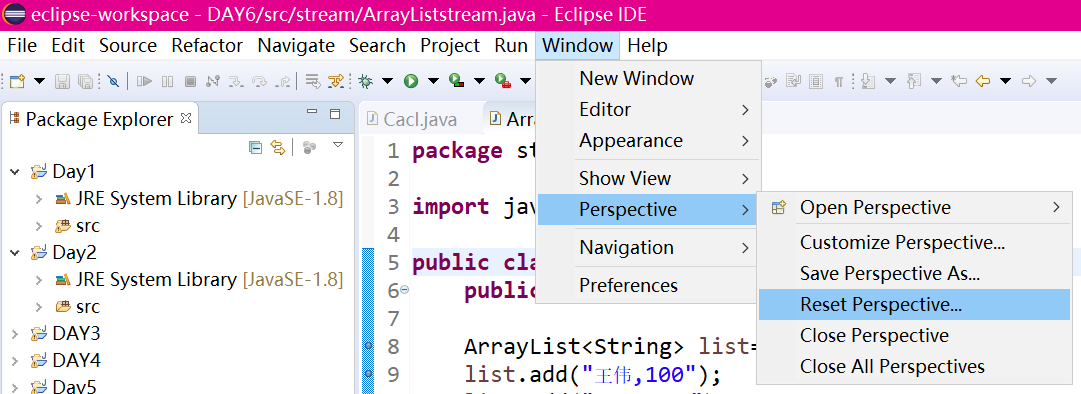 eclipse-workspace - DAY6/src/stream/ArrayListstream.java - Eclipse IDE
File Edit Source Refactor Navigate Search Project Run Window Help
Package Explorer
Day1
JRE System Library [JavaSE-1.8]
src
Day2
JRE System Library [JavaSE-1.8]
src
DAY3
DAY4
Day5
Cacl.java
Arr
1 package st
2
3 import jav
4
5 public cla
6 public
7
8 ArrayList<String> list=
9 list.add("王伟,100");
New Window
Editor
Appearance
Show View
Perspective
Navigation
Preferences
Open Perspective
Customize Perspective...
Save Perspective As...
Reset Perspective...
Close Perspective
Close All Perspectives